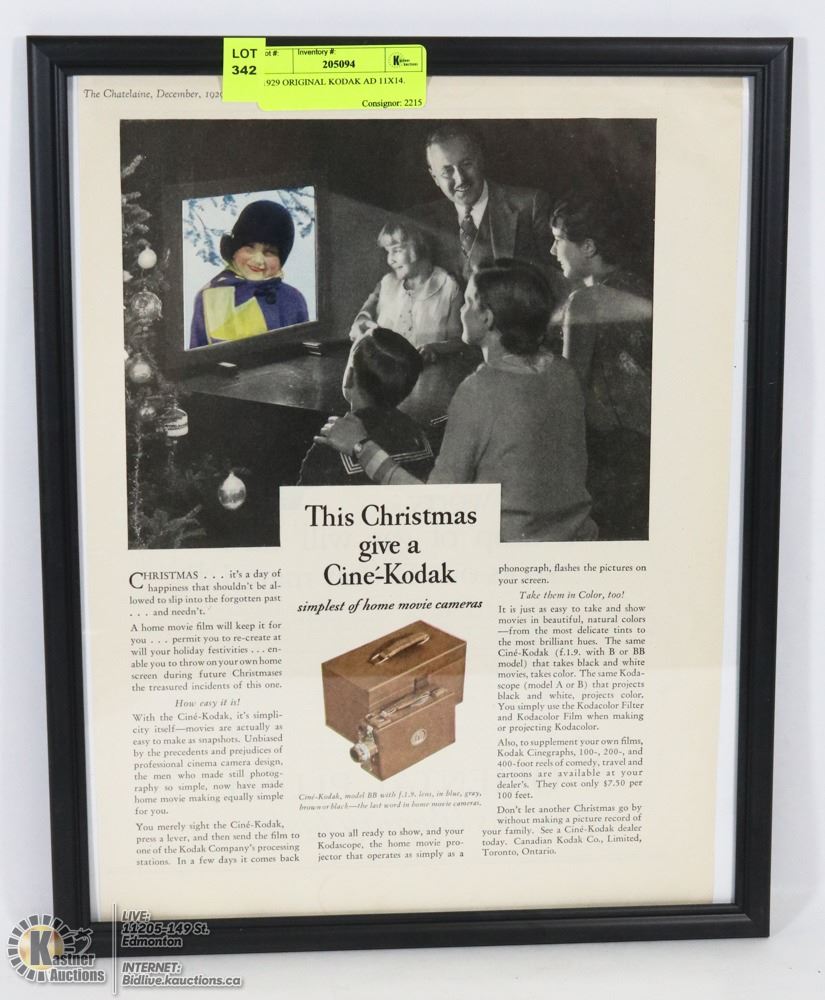 LOT
342
ot #:
Inventory #:
205094
Kastner
Auctions
1929 ORIGINAL KODAK AD 11X14.
Consignor: 2215
The Chatelaine, December, 192
This Christmas
give a
Ciné-Kodak
simplest of home movie cameras
CHRISTMAS . . . it's a day of
happiness that shouldn't be al-
lowed to slip into the forgotten past
. . . and needn't.
A home movie film will keep it for
you . . . permit you to re-create at
will your holiday festivities . . . en-
able you to throw on your own home
screen during future Christmases
the treasured incidents of this one.
How easy it is!
With the Ciné-Kodak, it's simpli-
city itself—movies are actually as
easy to make as snapshots. Unbiased
by the precedents and prejudices of
professional cinema camera design,
the men who made still photog-
raphy so simple, now have made
home movie making equally simple
for you.
You merely sight the Ciné-Kodak,
press a lever, and then send the film to
one of the Kodak Company's processing
stations. In a few days it comes back
Ciné-Kodak, model BB with f.1.9. lens, in blue, gray,
brown or black—the last word in home movie cameras.
to you all ready to show, and your
Kodascope, the home movie pro-
jector that operates as simply as a
phonograph, flashes the pictures on
your screen.
Take them in Color, too!
It is just as easy to take and show
movies in beautiful, natural colors
—from the most delicate tints to
the most brilliant hues. The same
Ciné-Kodak (f.1.9. with B or BB
model) that takes black and white
movies, takes color. The same Koda-
scope (model A or B) that projects
black and white, projects color.
You simply use the Kodacolor Filter
and Kodacolor Film when making
or projecting Kodacolor.
Also, to supplement your own films,
Kodak Cinegraphs, 100-, 200-, and
400-foot reels of comedy, travel and
cartoons are available at your
dealer's. They cost only $7.50 per
100 feet.
Don't let another Christmas go by
without making a picture record of
your family. See a Ciné-Kodak dealer
today. Canadian Kodak Co., Limited,
Toronto, Ontario.
Kastner
Auctions
LIVE:
11205-149 St.
Edmonton
INTERNET:
Bidlive.kauctions.ca